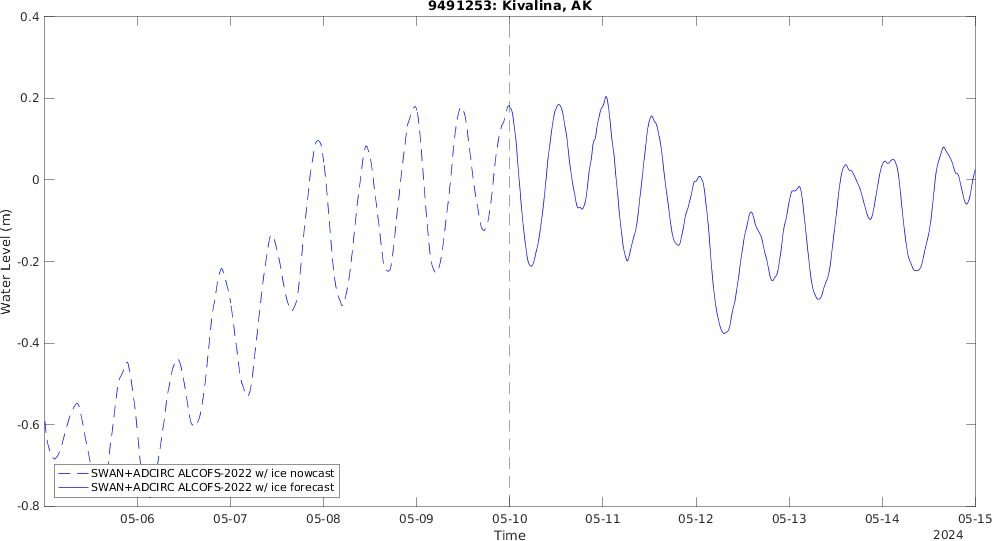 9491253: Kivalina, AK
0.4
0.2
0
-0.2
-0.4
-0.6
-0.8
Water Level (m)
SWAN+ADCIRC ALCOFS-2022 w/ ice nowcast
SWAN+ADCIRC ALCOFS-2022 w/ ice forecast
05-06 05-07 05-08 05-09 05-10 05-11 05-12 05-13 05-14 05-15
Time
2024